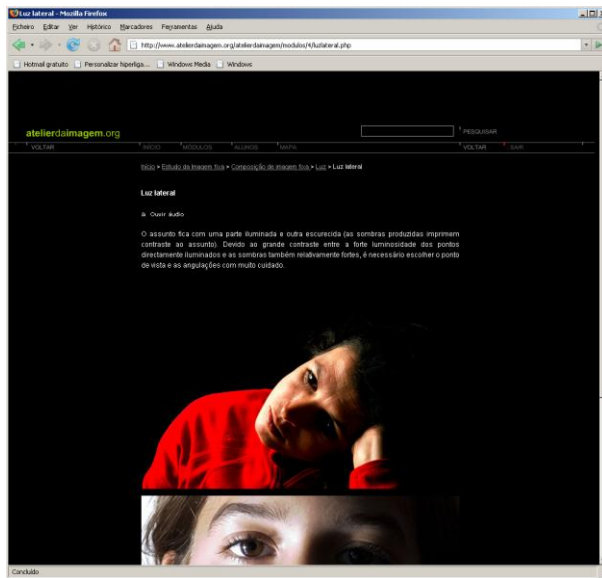 Luz lateral - Mozilla Firefox
Ficheiro Editar Ver Histórico Marcadores Ferramentas Ajuda
http://www.atelierdaimagem.org/atelierdaimagem/modulos/4/luzlateral.php
Hotmail gratuito Personalizar hiperliga... Windows Media Windows
atelierdaimagem.org PESQUISAR
VOLTAR INÍCIO MÓDULOS ALUNOS MAPA VOLTAR SAIR
Início > Estudo da Imagem fixa > Composição de imagem fixa > Luz > Luz lateral
Luz lateral
Ouvir áudio
O assunto fica com uma parte iluminada e outra escurecida (as sombras produzidas imprimem
contraste ao assunto). Devido ao grande contraste entre a forte luminosidade dos pontos
directamente iluminados e as sombras também relativamente fortes, é necessário escolher o ponto
de vista e as angulações com muito cuidado.
Concluído